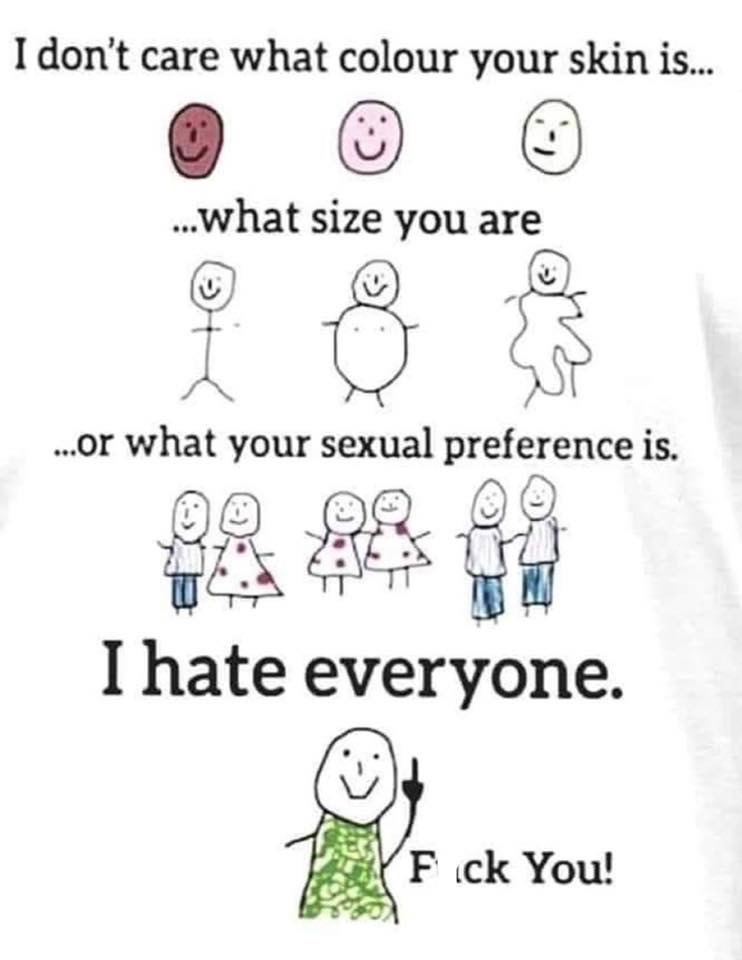 I don't care what colour your skin is...
...what size you are
...or what your sexual preference is.
I hate everyone.
F ck You!